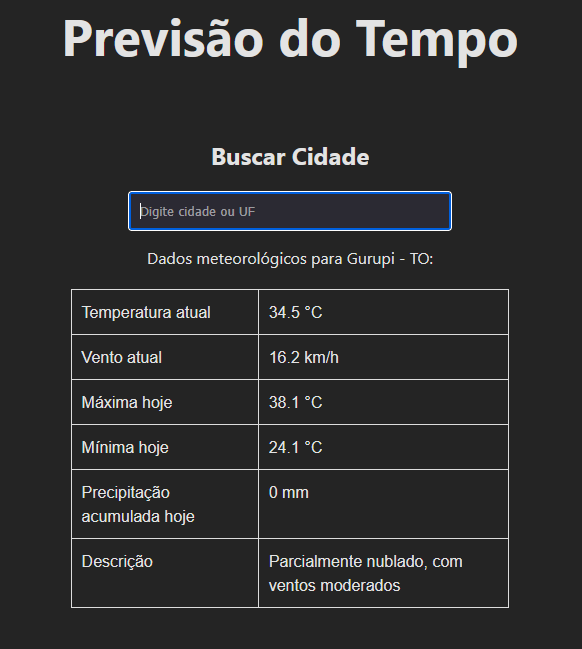 Previsão do Tempo
Buscar Cidade
Digite cidade ou UF
Dados meteorológicos para Gurupi - TO:
Temperatura atual 34.5 °C
Vento atual 16.2 km/h
Máxima hoje 38.1 °C
Mínima hoje 24.1 °C
Precipitação 0 mm
acumulada hoje
Descrição Parcialmente nublado, com
ventos moderados